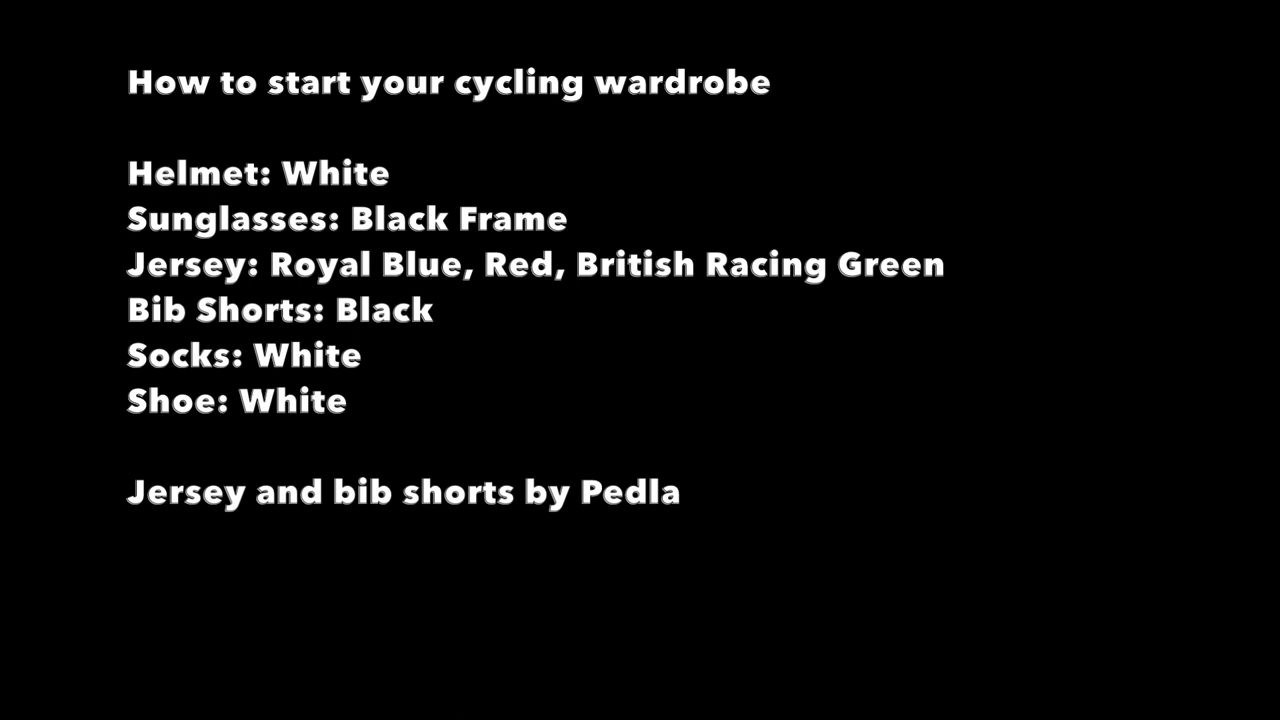 How to start your cycling wardrobe
Helmet: White
Sunglasses: Black Frame
Jersey: Royal Blue, Red, British Racing Green
Bib Shorts: Black
Socks: White
Shoe: White
Jersey and bib shorts by Pedla